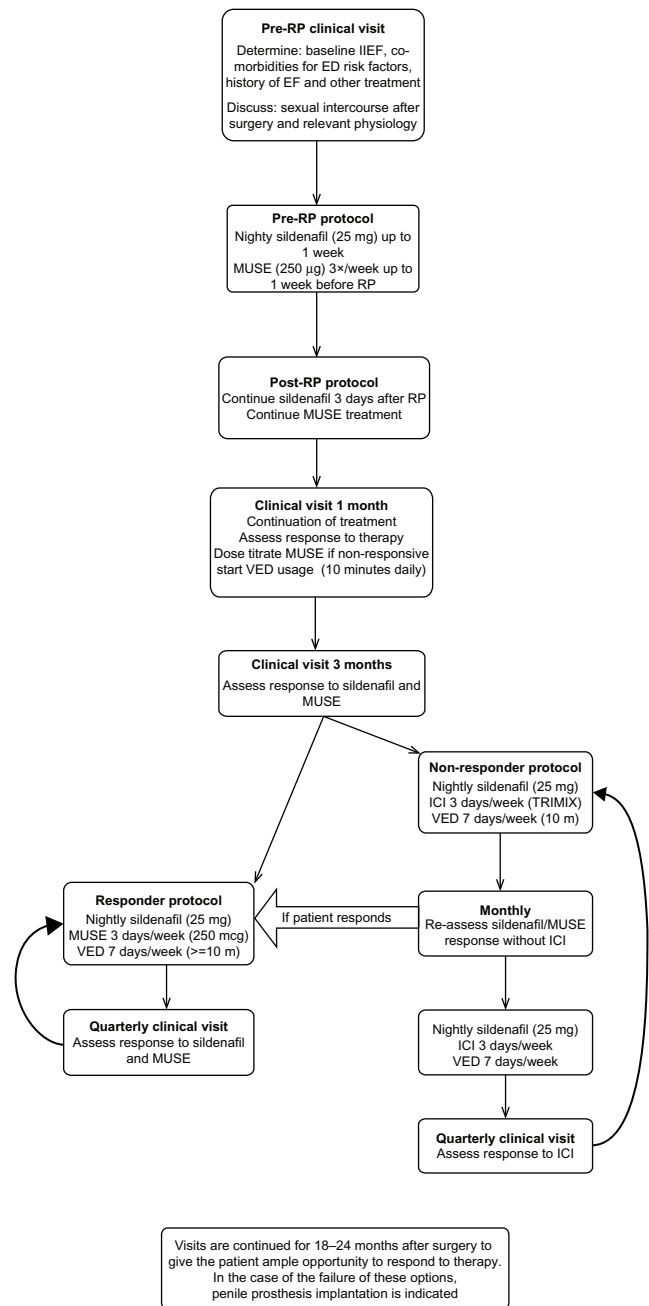 Pre-RP clinical visit
Determine: baseline IIEF, co-
morbidities for ED risk factors,
history of EF and other treatment
Discuss: sexual intercourse after
surgery and relevant physiology
Pre-RP protocol
Nighty sildenafil (25 mg) up to
1 week
MUSE (250 μg) 3×/week up to
1 week before RP
Post-RP protocol
Continue sildenafil 3 days after RP
Continue MUSE treatment
Clinical visit 1 month
Continuation of treatment
Assess response to therapy
Dose titrate MUSE if non-responsive
start VED usage (10 minutes daily)
Clinical visit 3 months
Assess response to sildenafil and
MUSE
Non-responder protocol
Nightly sildenafil (25 mg)
ICI 3 days/week (TRIMIX)
VED 7 days/week (10 m)
Responder protocol
Nightly sildenafil (25 mg)
MUSE 3 days/week (250 mcg)
VED 7 days/week (>=10 m)
If patient responds
Monthly
Re-assess sildenafil/MUSE
response without ICI
Quarterly clinical visit
Assess response to sildenafil
and MUSE
Nightly sildenafil (25 mg)
ICI 3 days/week
VED 7 days/week
Quarterly clinical visit
Assess response to ICI
Visits are continued for 18–24 months after surgery to
give the patient ample opportunity to respond to therapy.
In the case of the failure of these options,
penile prosthesis implantation is indicated